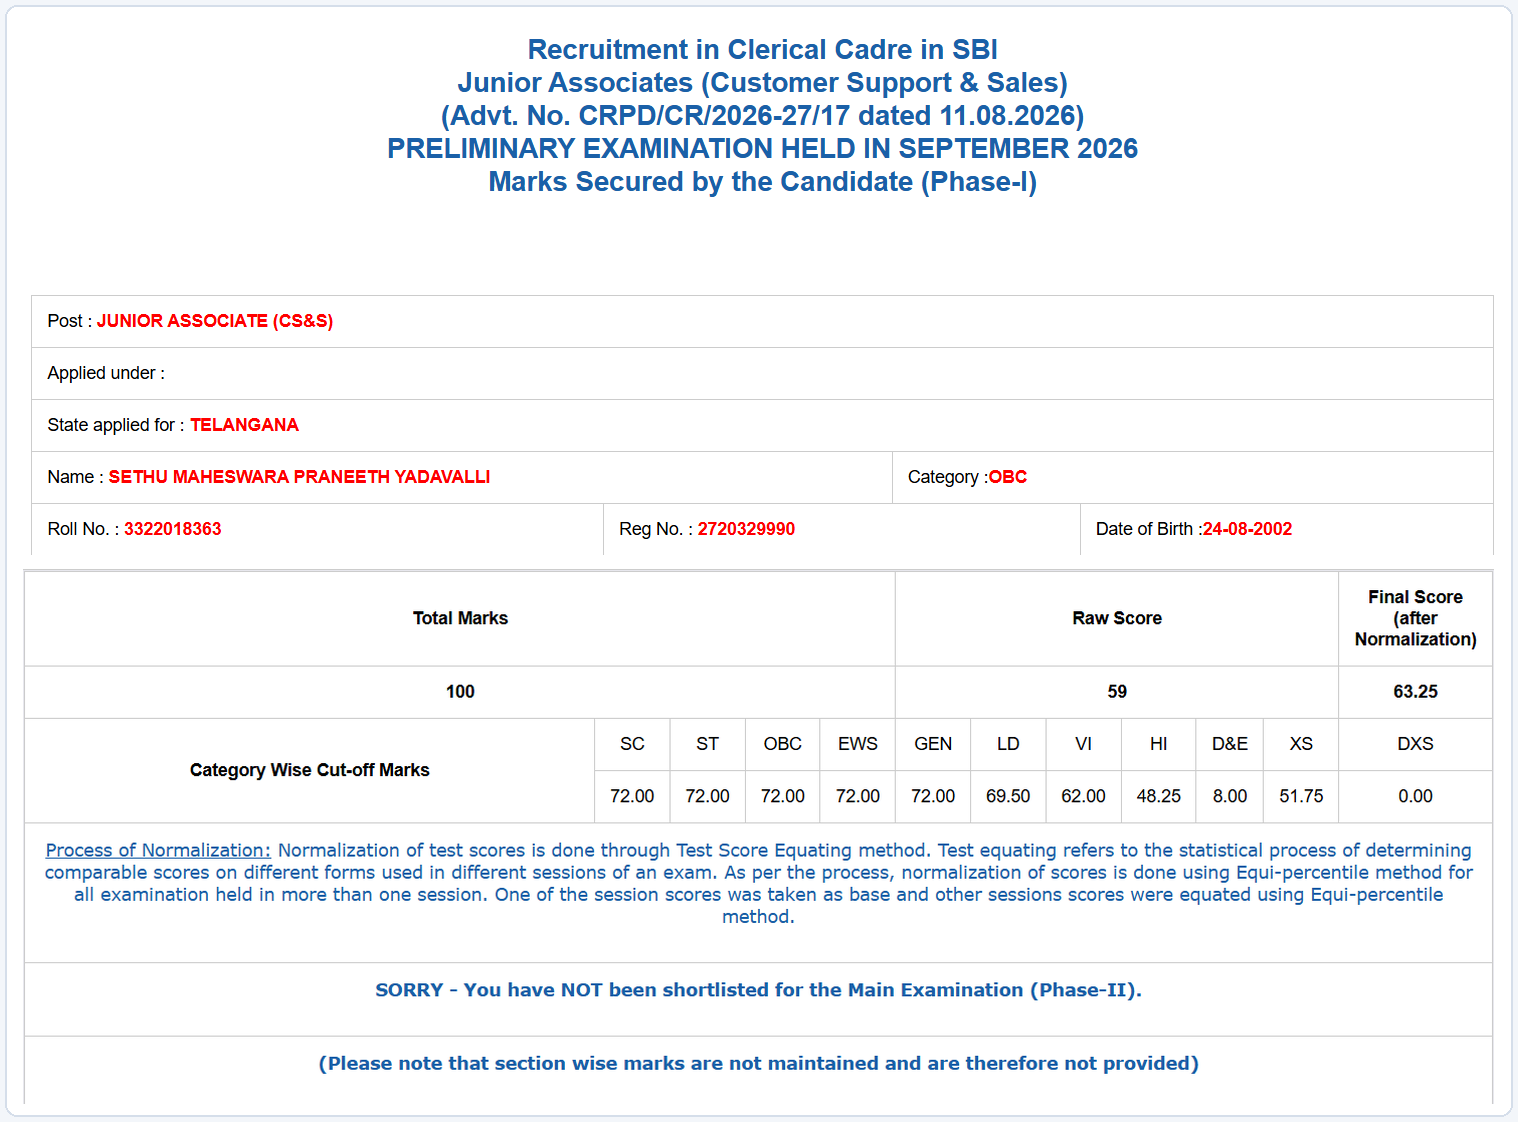 Recruitment in Clerical Cadre in SBI
Junior Associates (Customer Support & Sales)
(Advt. No. CRPD/CR/2026-27/17 dated 11.08.2026)
PRELIMINARY EXAMINATION HELD IN SEPTEMBER 2026
Marks Secured by the Candidate (Phase-I)
Post : JUNIOR ASSOCIATE (CS&S)
Applied under :
State applied for : TELANGANA
Name : SETHU MAHESWARA PRANEETH YADAVALLI Category :OBC
Roll No. : 3322018363 Reg No. : 2720329990 Date of Birth :24-08-2002
Total Marks Raw Score Final Score (after Normalization)
100 59 63.25
Category Wise Cut-off Marks
SC ST OBC EWS GEN LD VI HI D&E XS DXS
72.00 72.00 72.00 72.00 72.00 69.50 62.00 48.25 8.00 51.75 0.00
Process of Normalization: Normalization of test scores is done through Test Score Equating method. Test equating refers to the statistical process of determining
comparable scores on different forms used in different sessions of an exam. As per the process, normalization of scores is done using Equi-percentile method for
all examination held in more than one session. One of the session scores was taken as base and other sessions scores were equated using Equi-percentile
method.
SORRY - You have NOT been shortlisted for the Main Examination (Phase-II).
(Please note that section wise marks are not maintained and are therefore not provided)